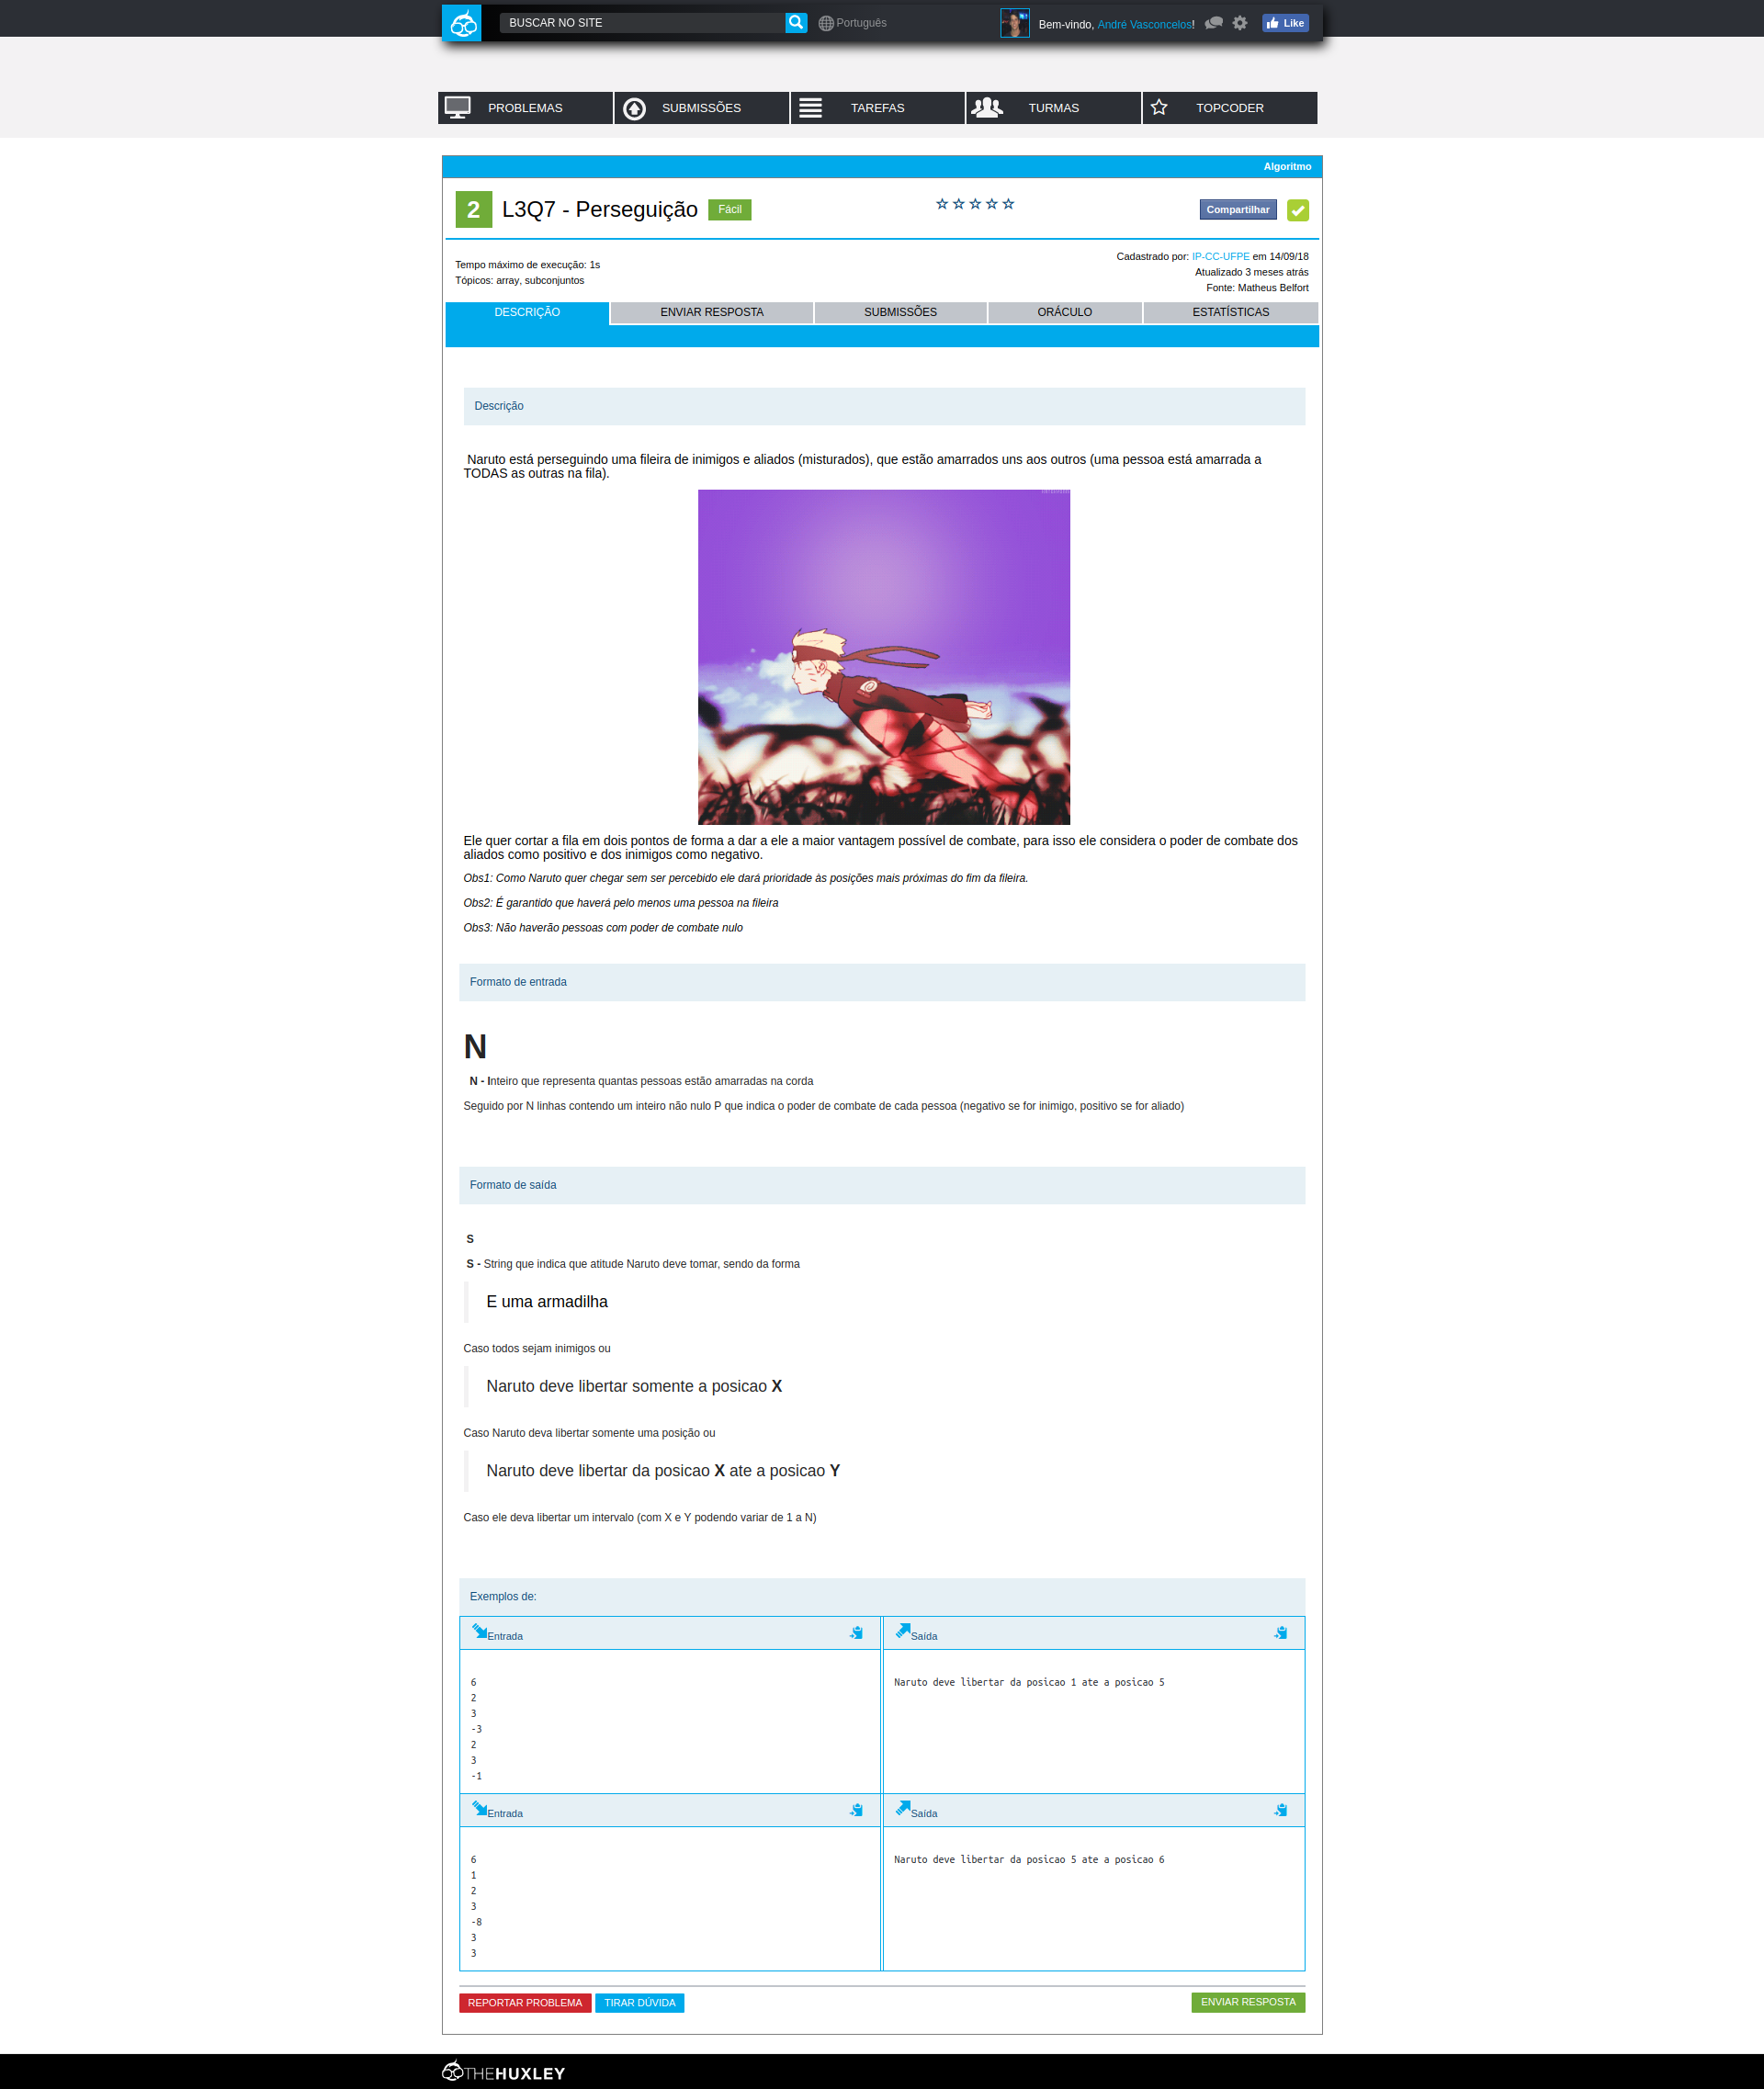 BUSCAR NO SITE
Português
Bem-vindo, André Vasconcelos!
Like
PROBLEMAS
SUBMISSÕES
TAREFAS
TURMAS
TOPCODER
Algoritmo
2
L3Q7 - Perseguição
Fácil
Compartilhar
Tempo máximo de execução: 1s
Tópicos: array, subconjuntos
Cadastrado por: IP-CC-UFPE em 14/09/18
Atualizado 3 meses atrás
Fonte: Matheus Belfort
DESCRIÇÃO
ENVIAR RESPOSTA
SUBMISSÕES
ORÁCULO
ESTATÍSTICAS
Descrição
Naruto está perseguindo uma fileira de inimigos e aliados (misturados), que estão amarrados uns aos outros (uma pessoa está amarrada a
TODAS as outras na fila).
Ele quer cortar a fila em dois pontos de forma a dar a ele a maior vantagem possível de combate, para isso ele considera o poder de combate dos
aliados como positivo e dos inimigos como negativo.
Obs1: Como Naruto quer chegar sem ser percebido ele dará prioridade às posições mais próximas do fim da fileira.
Obs2: É garantido que haverá pelo menos uma pessoa na fileira
Obs3: Não haverão pessoas com poder de combate nulo
Formato de entrada
N
N - Inteiro que representa quantas pessoas estão amarradas na corda
Seguido por N linhas contendo um inteiro não nulo P que indica o poder de combate de cada pessoa (negativo se for inimigo, positivo se for aliado)
Formato de saída
S
S - String que indica que atitude Naruto deve tomar, sendo da forma
E uma armadilha
Caso todos sejam inimigos ou
Naruto deve libertar somente a posicao X
Caso Naruto deva libertar somente uma posição ou
Naruto deve libertar da posicao X ate a posicao Y
Caso ele deva libertar um intervalo (com X e Y podendo variar de 1 a N)
Exemplos de:
Entrada
Saída
6
2
3
-3
2
3
-1
Naruto deve libertar da posicao 1 ate a posicao 5
Entrada
Saída
6
1
2
3
-8
3
3
Naruto deve libertar da posicao 5 ate a posicao 6
REPORTAR PROBLEMA
TIRAR DÚVIDA
ENVIAR RESPOSTA
THEHUXLEY